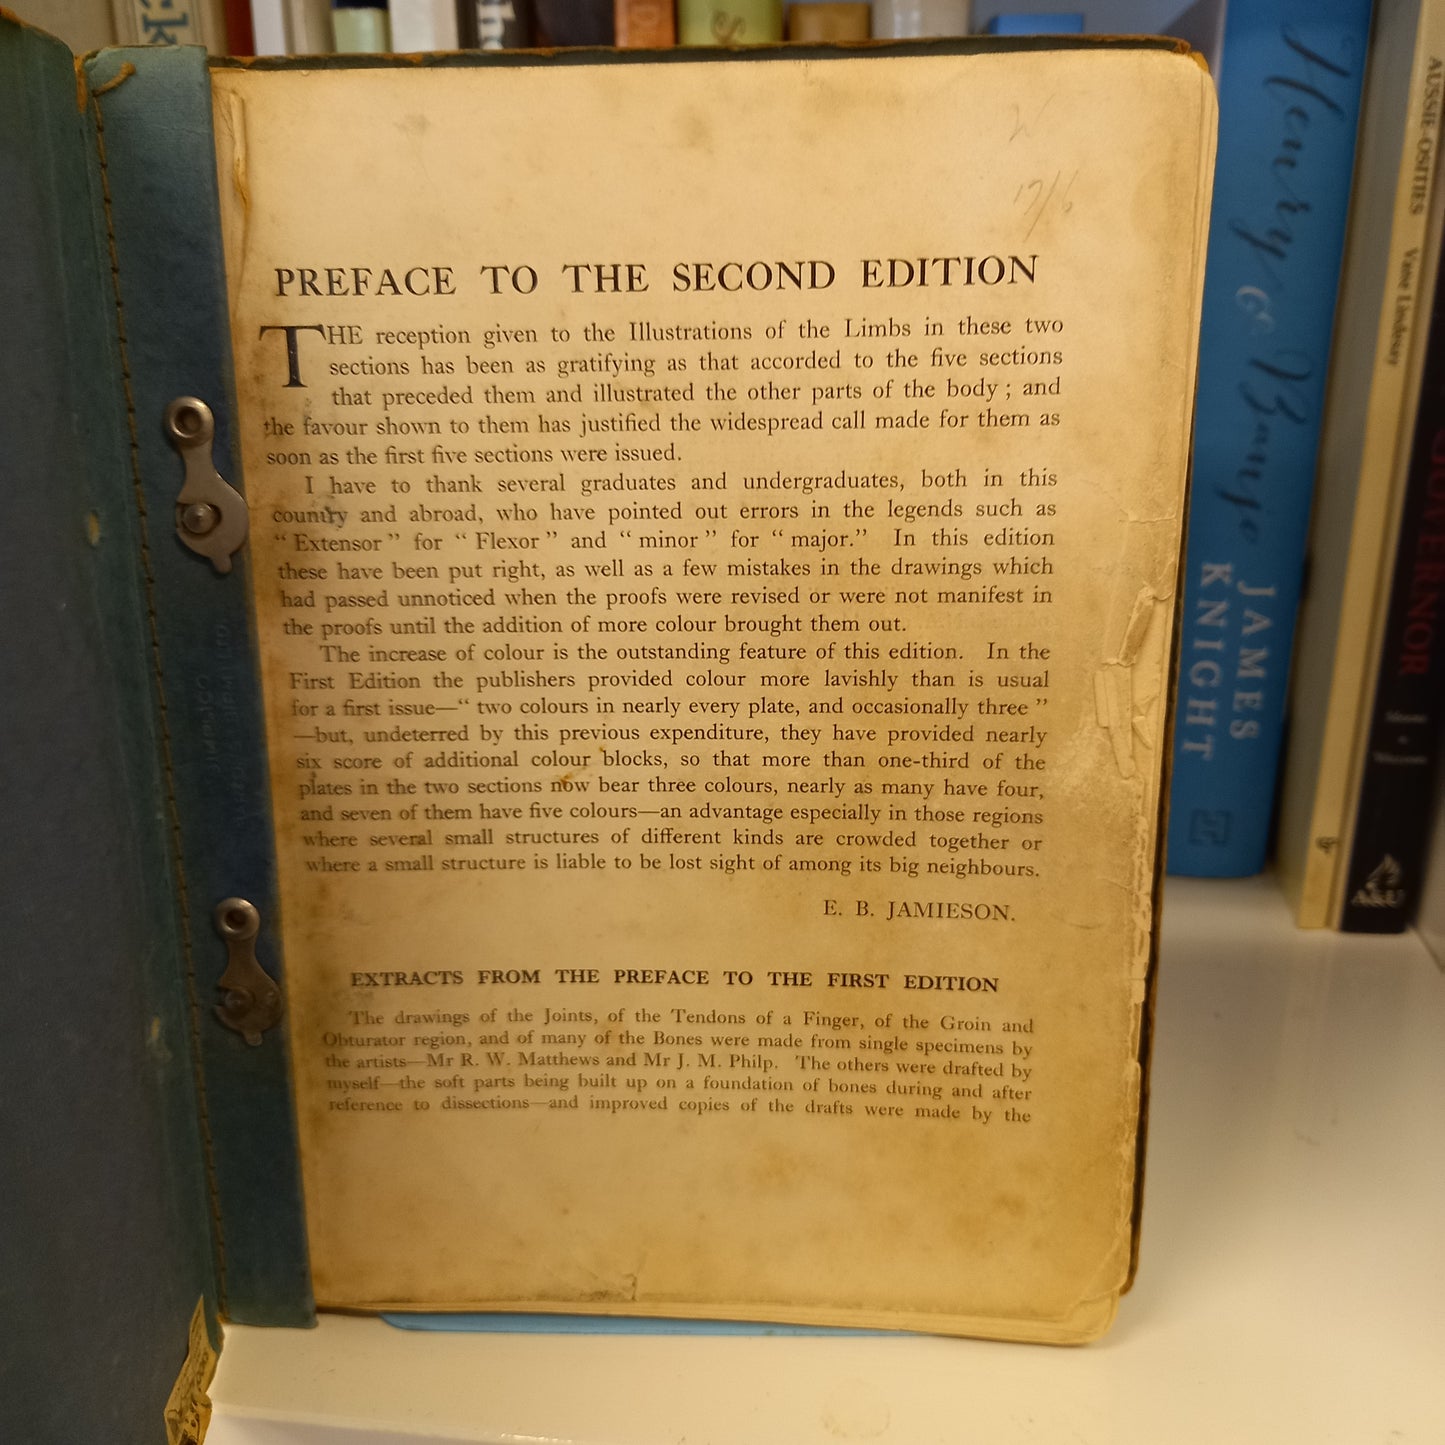 17/6
PREFACE TO THE SECOND EDITION
THE reception given to the Illustrations of the Limbs in these two
sections has been as gratifying as that accorded to the five sections
that preceded them and illustrated the other parts of the body ; and
the favour shown to them has justified the widespread call made for them as
soon as the first five sections were issued.
I have to thank several graduates and undergraduates, both in this
country and abroad, who have pointed out errors in the legends such as
“ Extensor ” for “ Flexor ” and “ minor ” for “ major.” In this edition
these have been put right, as well as a few mistakes in the drawings which
had passed unnoticed when the proofs were revised or were not manifest in
the proofs until the addition of more colour brought them out.
The increase of colour is the outstanding feature of this edition. In the
First Edition the publishers provided colour more lavishly than is usual
for a first issue—“ two colours in nearly every plate, and occasionally three ”
—but, undeterred by this previous expenditure, they have provided nearly
six score of additional colour blocks, so that more than one-third of the
plates in the two sections now bear three colours, nearly as many have four,
and seven of them have five colours—an advantage especially in those regions
where several small structures of different kinds are crowded together or
where a small structure is liable to be lost sight of among its big neighbours.
E. B. JAMIESON.
EXTRACTS FROM THE PREFACE TO THE FIRST EDITION
The drawings of the Joints, of the Tendons of a Finger, of the Groin and
Obturator region, and of many of the Bones were made from single specimens by
the artists—Mr R. W. Matthews and Mr J. M. Philp. The others were drafted by
myself—the soft parts being built up on a foundation of bones during and after
reference to dissections—and improved copies of the drafts were made by the
Henry & Banjo
JAMES
KNIGHT
AUSSIE-OSITIES
Vane Lindesay
GOVERNOR
A&U